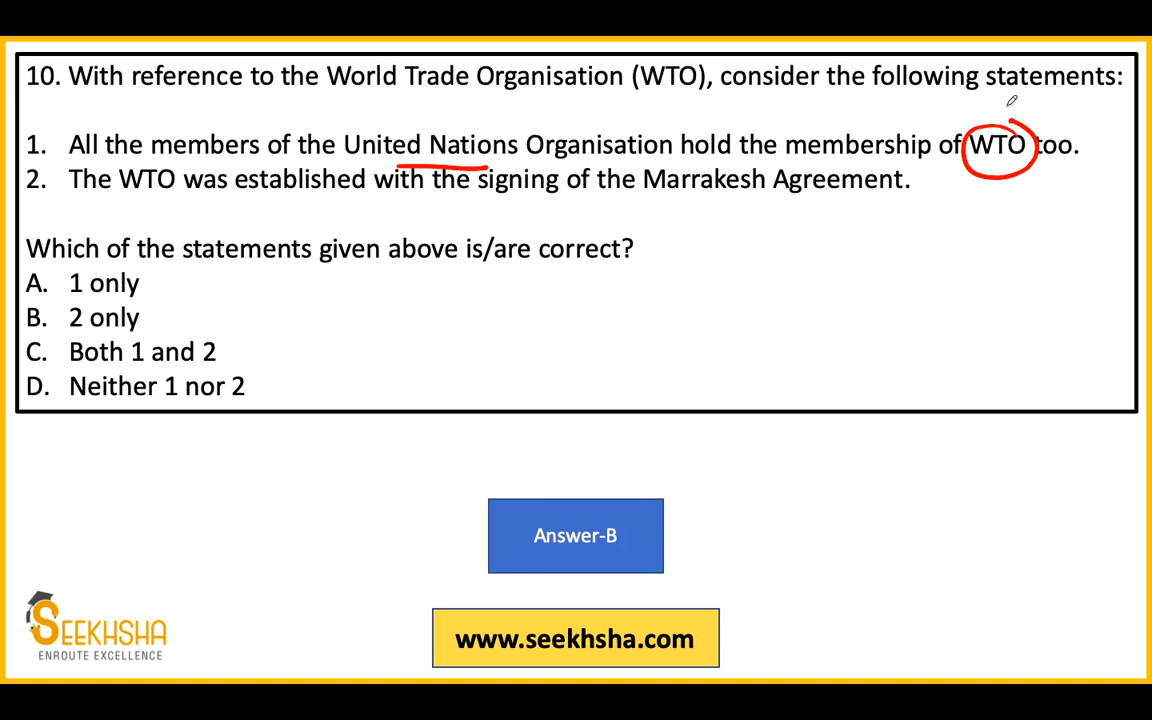 10. With reference to the World Trade Organisation (WTO), consider the following statements:
1. All the members of the United Nations Organisation hold the membership of WTO too.
2. The WTO was established with the signing of the Marrakesh Agreement.
Which of the statements given above is/are correct?
A. 1 only
B. 2 only
C. Both 1 and 2
D. Neither 1 nor 2
Answer-B
SEEKHSHA
ENROUTE EXCELLENCE
www.seekhsha.com